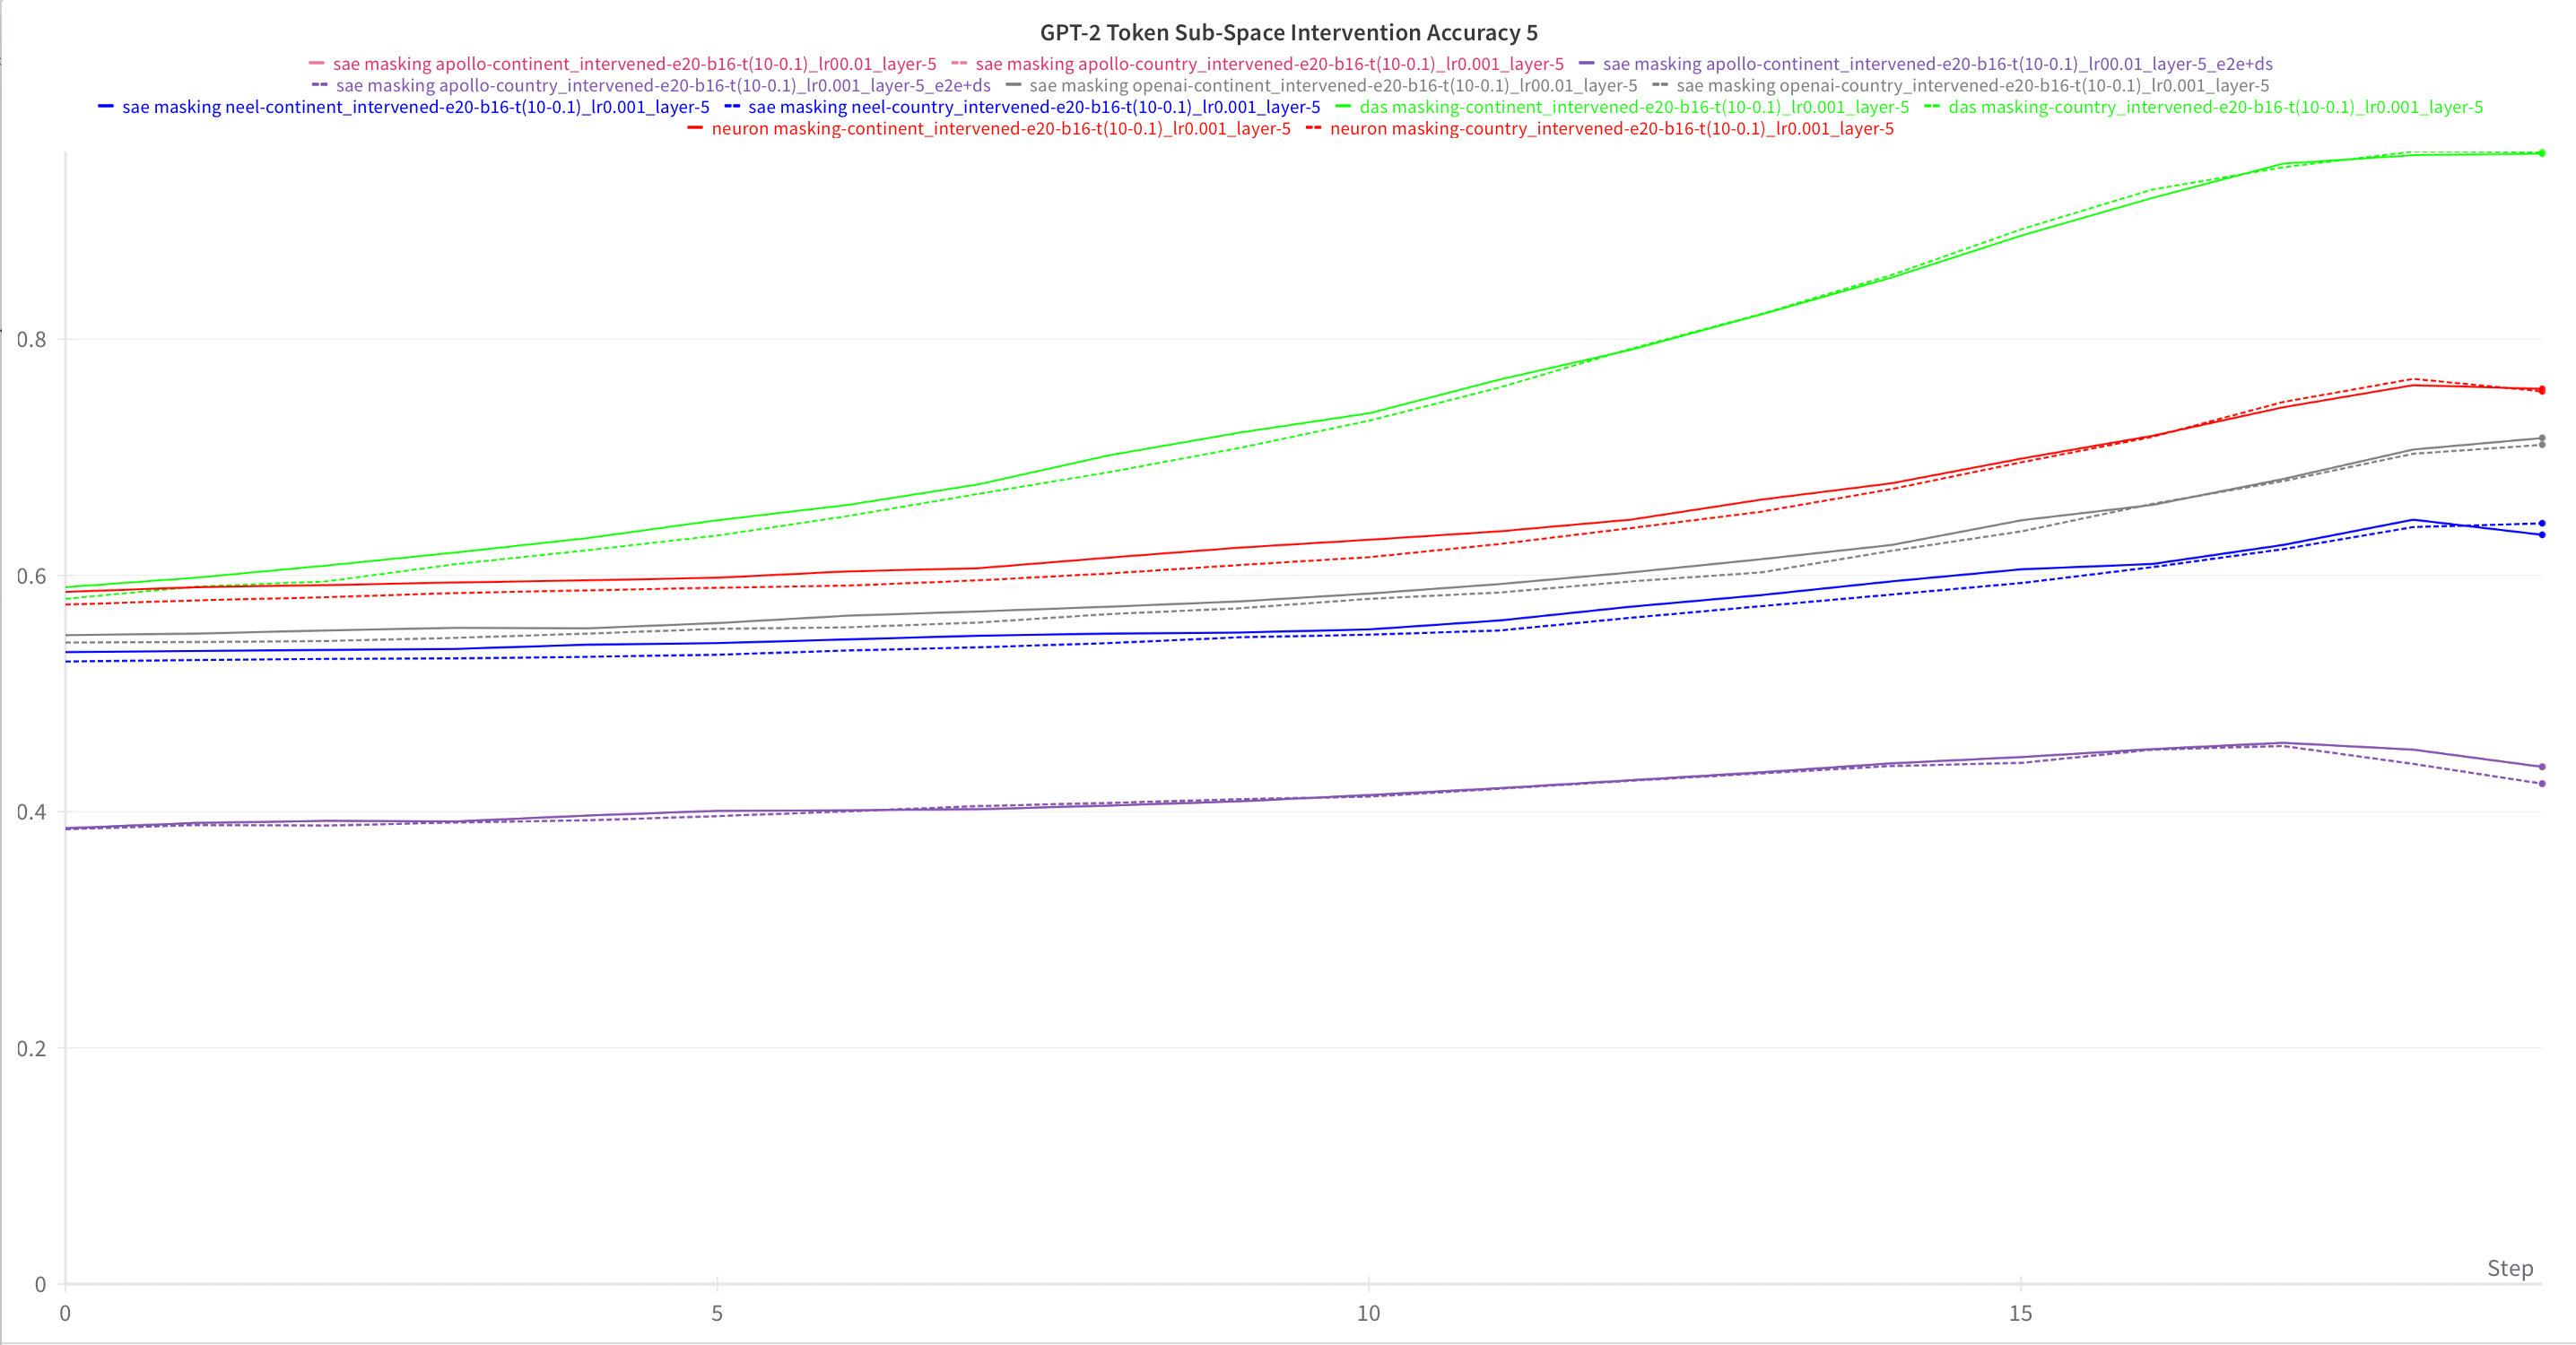 GPT-2 Token Sub-Space Intervention Accuracy 5
sae masking apollo-continent_intervened-e20-b16-t(10-0.1)_lr00.01_layer-5 sae masking apollo-country_intervened-e20-b16-t(10-0.1)_lr0.001_layer-5 sae masking apollo-continent_intervened-e20-b16-t(10-0.1)_lr00.01_layer-5_e2e+ds
sae masking apollo-country_intervened-e20-b16-t(10-0.1)_lr0.001_layer-5_e2e+ds sae masking openai-continent_intervened-e20-b16-t(10-0.1)_lr00.01_layer-5 sae masking openai-country_intervened-e20-b16-t(10-0.1)_lr0.001_layer-5
sae masking neel-continent_intervened-e20-b16-t(10-0.1)_lr0.001_layer-5 sae masking neel-country_intervened-e20-b16-t(10-0.1)_lr0.001_layer-5 das masking-continent_intervened-e20-b16-t(10-0.1)_lr0.001_layer-5 das masking-country_intervened-e20-b16-t(10-0.1)_lr0.001_layer-5
neuron masking-continent_intervened-e20-b16-t(10-0.1)_lr0.001_layer-5 neuron masking-country_intervened-e20-b16-t(10-0.1)_lr0.001_layer-5
0.8
0.6
0.4
0.2
0
Step
0 5 10 15